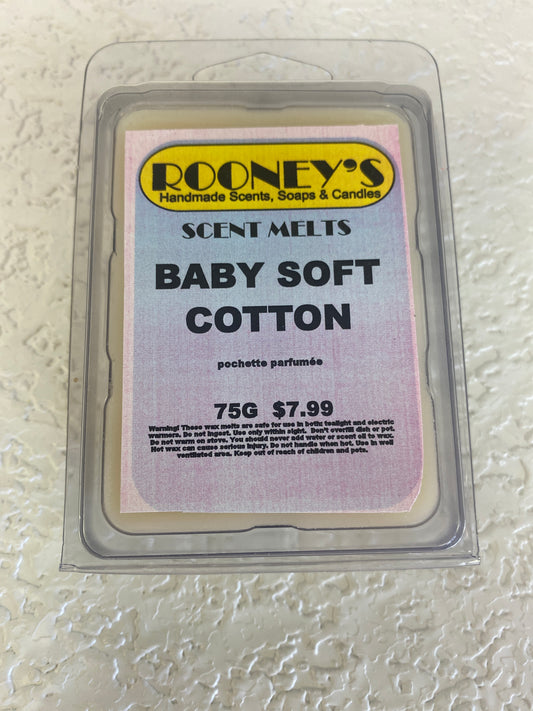 ROONEY'S
Handmade Scents, Soaps & Candles
SCENT MELTS
BABY SOFT
COTTON
pochette parfumée
75G $7.99
Warning! These wax melts are safe for use in both: tealight and electric
warmers. Do not ingest. Use only within sight. Don't overfill dish or pot.
Do not warm on stove. You should never add water or scent oil to wax.
Hot wax can cause serious injury. Do not handle when hot. Use in well
ventilated area. Keep out of reach of children and pets.